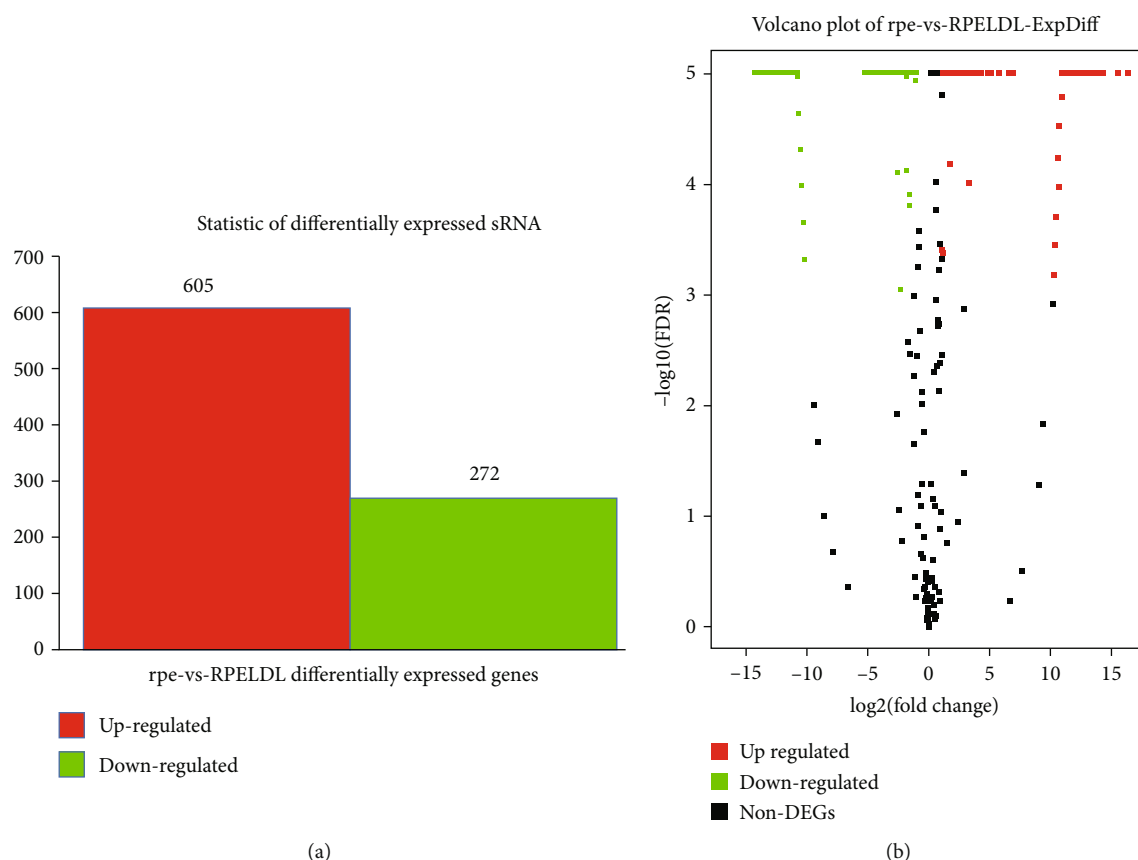 Statistic of differentially expressed sRNA
700
600
500
400
300
200
100
0
605
272
rpe-vs-RPELDL differentially expressed genes
Up-regulated
Down-regulated
(a)
Volcano plot of rpe-vs-RPELDL-ExpDiff
5
4
3
2
1
0
–log10(FDR)
–15 –10 –5 0 5 10 15
log2(fold change)
Up regulated
Down-regulated
Non-DEGs
(b)